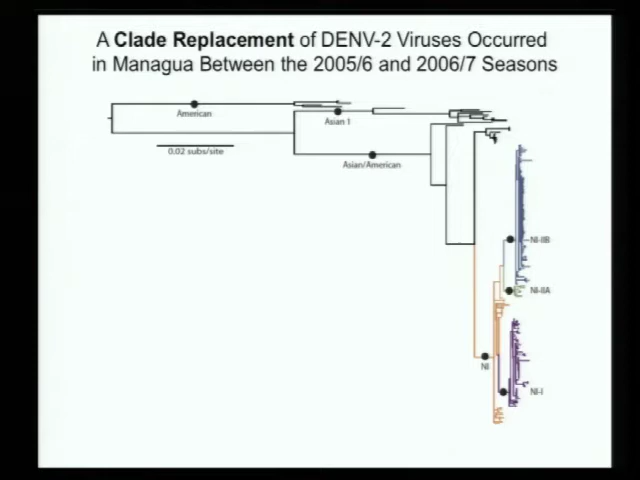 A Clade Replacement of DENV-2 Viruses Occurred
in Managua Between the 2005/6 and 2006/7 Seasons
American
Asian 1
0.02 subs/site
Asian/American
NI-IIB
NI-IIA
NI
NI-I